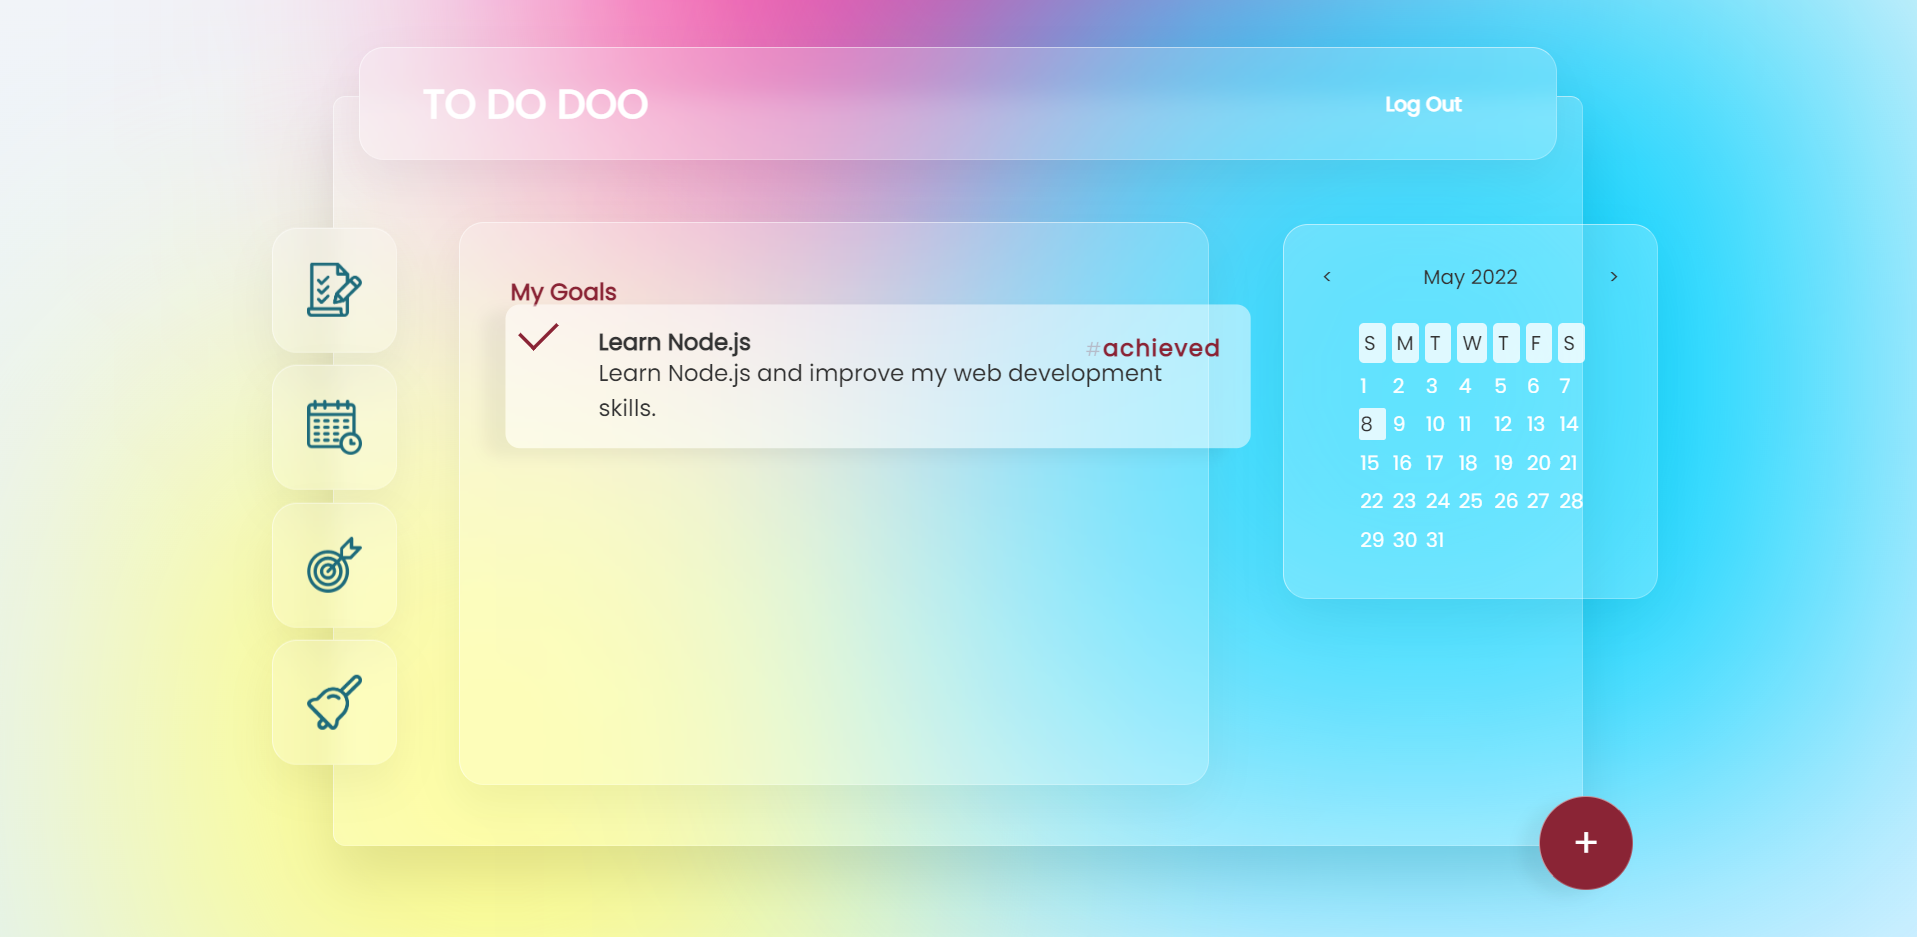 TO DO DOO
Log Out
My Goals
Learn Node.js
#achieved
Learn Node.js and improve my web development
skills.
< May 2022 >
S M T W T F S
1 2 3 4 5 6 7
8 9 10 11 12 13 14
15 16 17 18 19 20 21
22 23 24 25 26 27 28
29 30 31
+